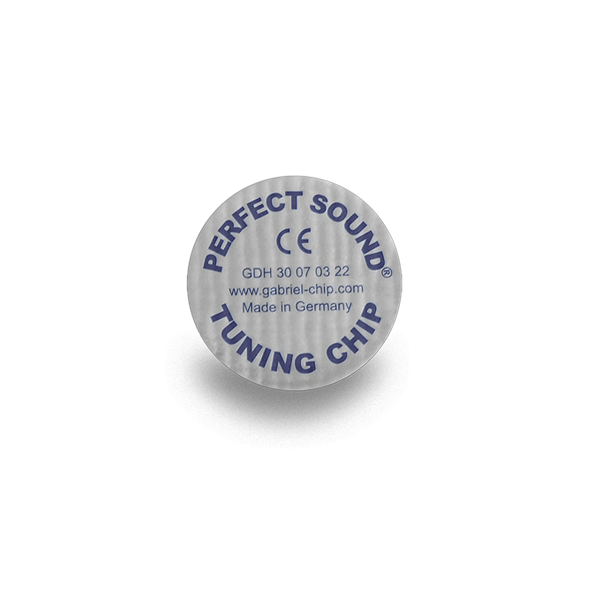 PERFECT SOUND®
CE
GDH 30 07 03 22
www.gabriel-chip.com
Made in Germany
TUNING CHIP